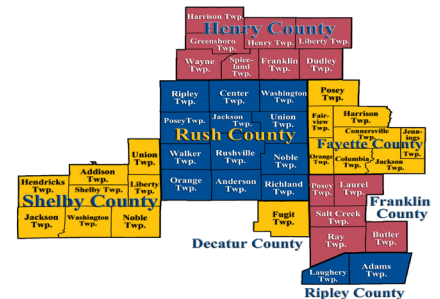 Harrison Twp.
Henry County
Greensboro Twp.
Henry Twp.
Liberty Twp.
Wayne Twp.
Spice-
land
Twp.
Franklin
Twp.
Dudley
Twp.
Ripley
Twp.
Center
Twp.
Washington
Twp.
Posey
Twp.
Posey Twp.
Jackson
Twp.
Union
Twp.
Rush County
Fair-
view
Twp.
Harrison
Twp.
Connersville
Twp.
Jenn-
ings
Twp.
Fayette County
Walker
Twp.
Rushville
Twp.
Noble
Twp.
Orange
Twp.
Columbia
Twp.
Jackson
Twp.
Orange
Twp.
Anderson
Twp.
Richland
Twp.
Union
Twp.
Addison
Twp.
Hendricks
Twp.
Shelby Twp.
Liberty
Twp.
Shelby County
Jackson
Twp.
Washington
Twp.
Noble
Twp.
Posey
Twp.
Laurel
Twp.
Franklin
County
Fugit
Twp.
Salt Creek
Twp.
Decatur County
Ray
Twp.
Butler
Twp.
Laughery
Twp.
Adams
Twp.
Ripley County